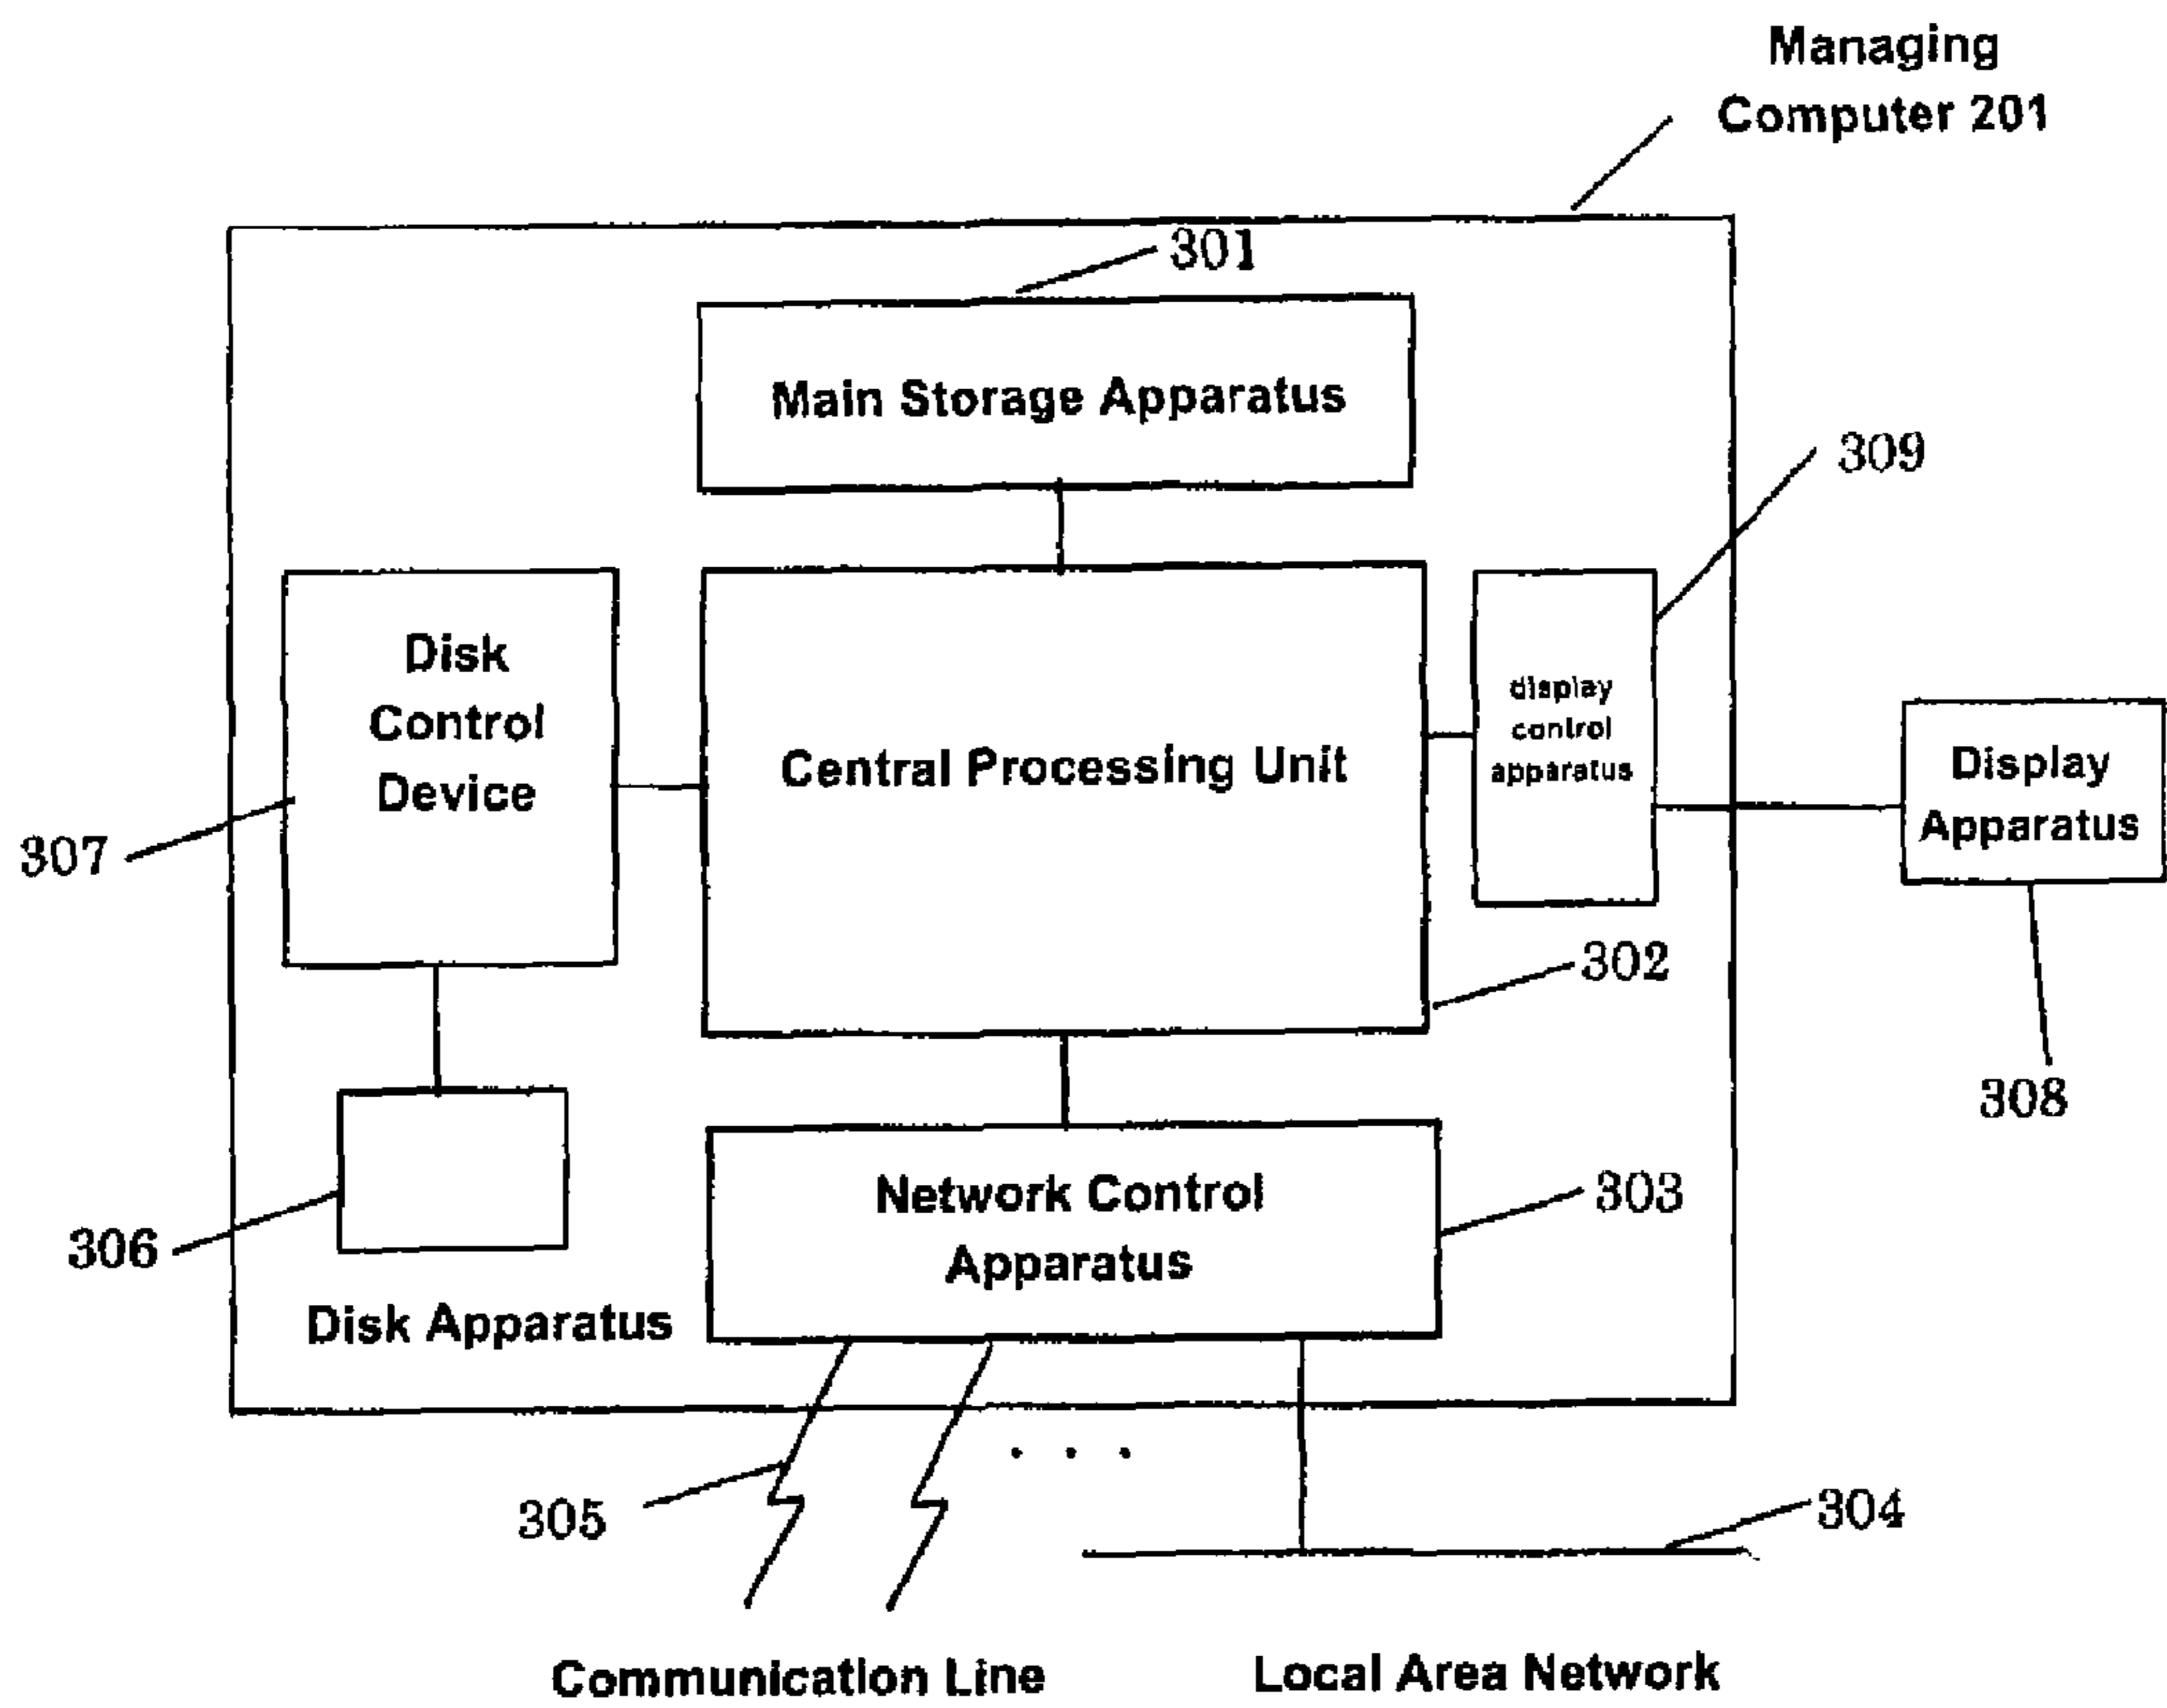 Managing
Computer 201
301
Main Storage Apparatus
309
Disk
Control
Device
Central Processing Unit
display
control
apparatus
Display
Apparatus
307
302
308
306
Network Control
Apparatus
303
Disk Apparatus
. . .
305
304
Communication Line
Local Area Network